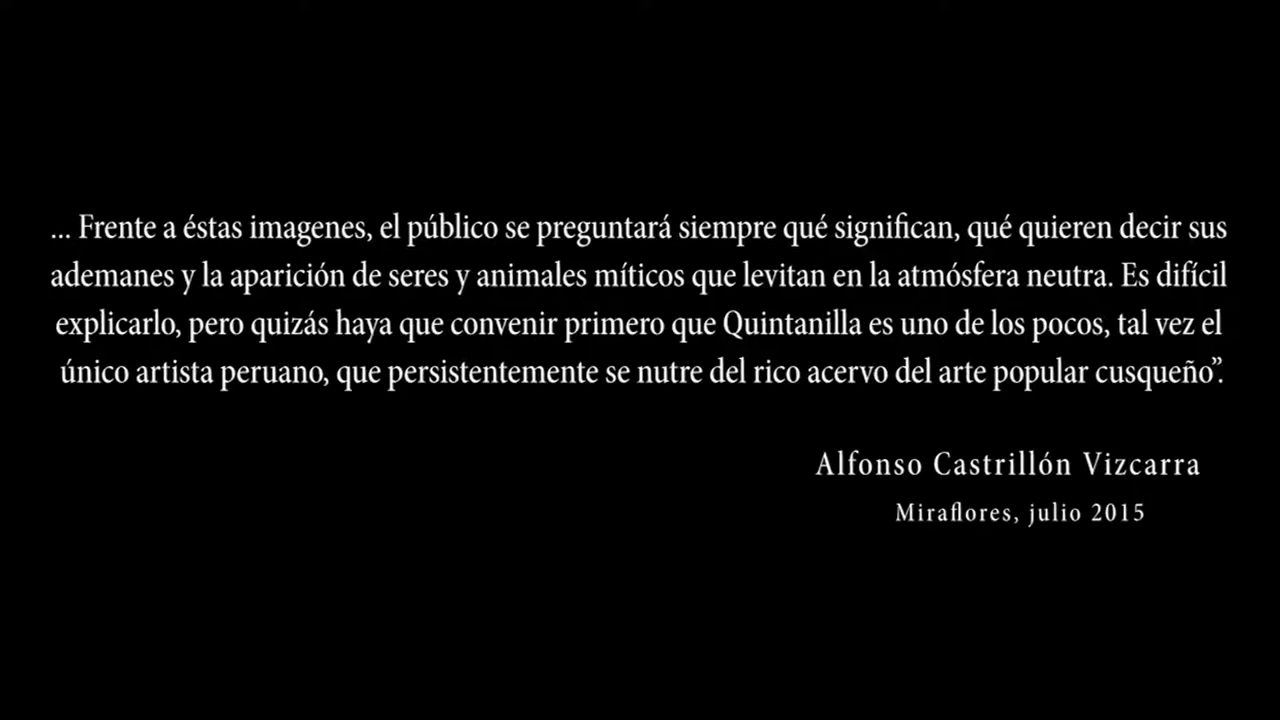 ... Frente a éstas imagenes, el público se preguntará siempre qué significan, qué quieren decir sus
ademanes y la aparición de seres y animales míticos que levitan en la atmósfera neutra. Es difícil
explicarlo, pero quizás haya que convenir primero que Quintanilla es uno de los pocos, tal vez el
único artista peruano, que persistentemente se nutre del rico acervo del arte popular cusqueño”.
Alfonso Castrillón Vizcarra
Miraflores, julio 2015